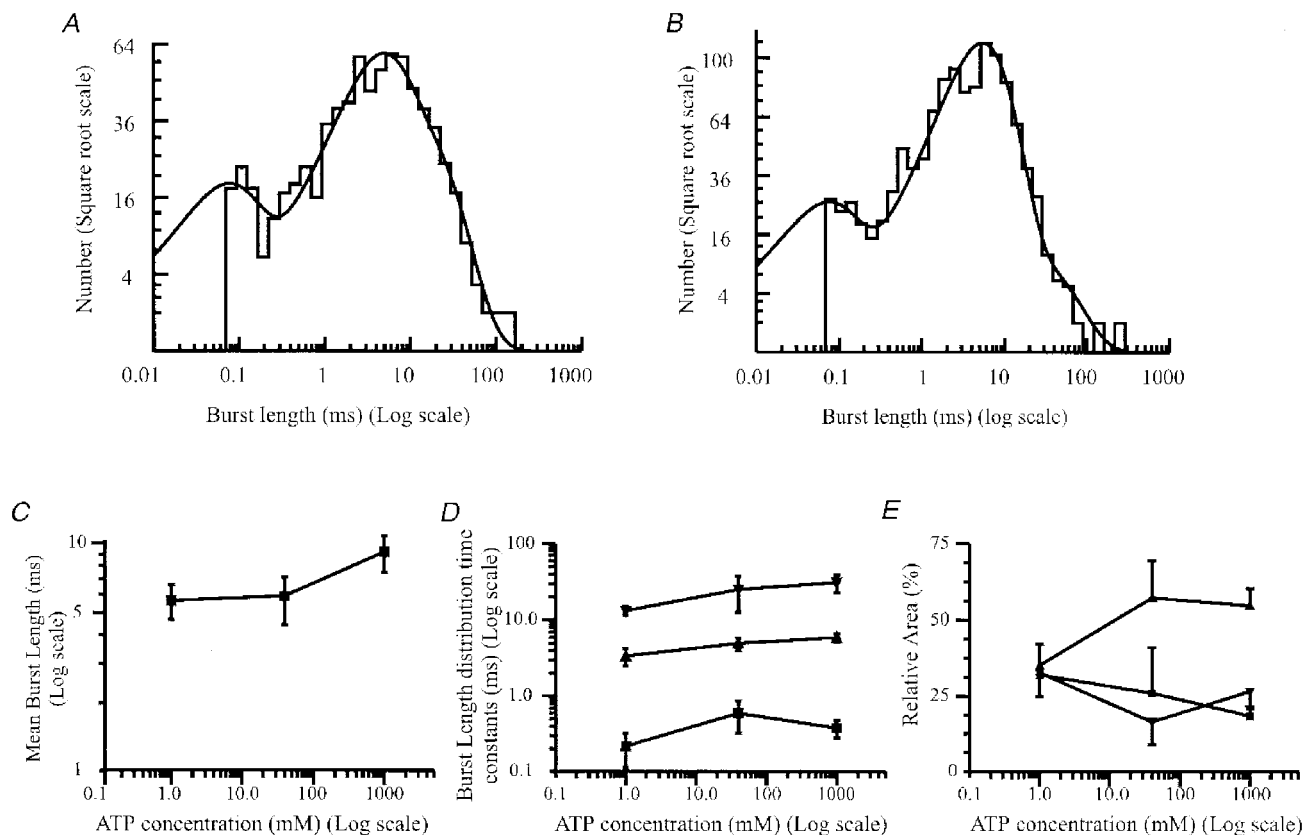 A
Number (Square root scale)
64
36
16
4
0.01 0.1 1 10 100 1000
Burst length (ms) (Log scale)
B
Number (Square root scale)
100
64
36
16
4
0.01 0.1 1 10 100 1000
Burst length (ms) (log scale)
C
Mean Burst Length (ms)
(Log scale)
10
5
1
0.1 1.0 10.0 100 1000
ATP concentration (mM) (Log scale)
D
Burst Length distribution time
constants (ms) (Log scale)
100
10.0
1.0
0.1
0.1 1.0 10.0 100 1000
ATP concentration (mM) (Log scale)
E
Relative Area (%)
75
50
25
0
0.1 1.0 10.0 100 1000
ATP concentration (mM) (Log scale)